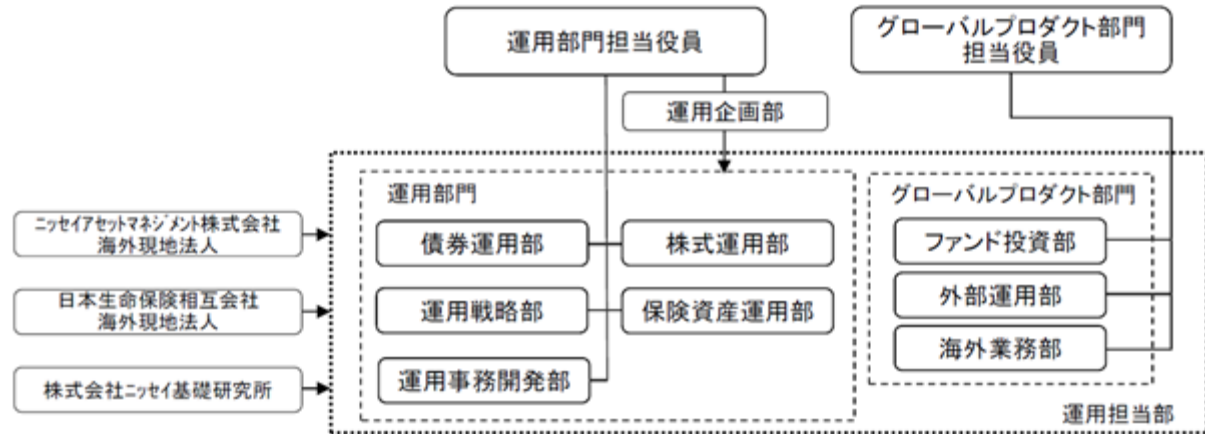 運用部門担当役員
グローバルプロダクト部門
担当役員
運用企画部
運用部門
グローバルプロダクト部門
ニッセイアセットマネジメント株式会社
海外現地法人
債券運用部
株式運用部
ファンド投資部
日本生命保険相互会社
海外現地法人
運用戦略部
保険資産運用部
外部運用部
海外業務部
株式会社ニッセイ基礎研究所
運用事務開発部
運用担当部